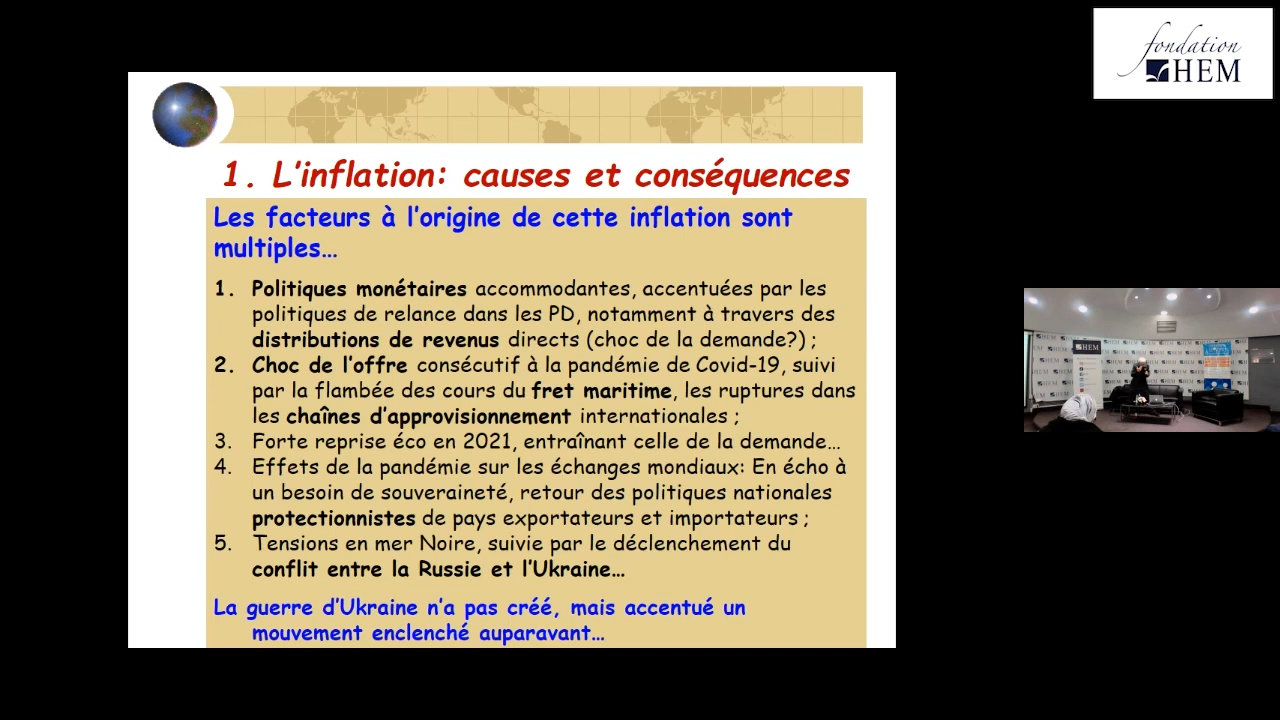 fondation
HEM
1. L'inflation: causes et conséquences
Les facteurs à l'origine de cette inflation sont
multiples…
1. Politiques monétaires accommodantes, accentuées par les
politiques de relance dans les PD, notamment à travers des
distributions de revenus directs (choc de la demande?) ;
2. Choc de l'offre consécutif à la pandémie de Covid-19, suivi
par la flambée des cours du fret maritime, les ruptures dans
les chaînes d'approvisionnement internationales ;
3. Forte reprise éco en 2021, entraînant celle de la demande…
4. Effets de la pandémie sur les échanges mondiaux: En écho à
un besoin de souveraineté, retour des politiques nationales
protectionnistes de pays exportateurs et importateurs ;
5. Tensions en mer Noire, suivie par le déclenchement du
conflit entre la Russie et l'Ukraine…
La guerre d'Ukraine n'a pas créé, mais accentué un
mouvement enclenché auparavant…
HEM